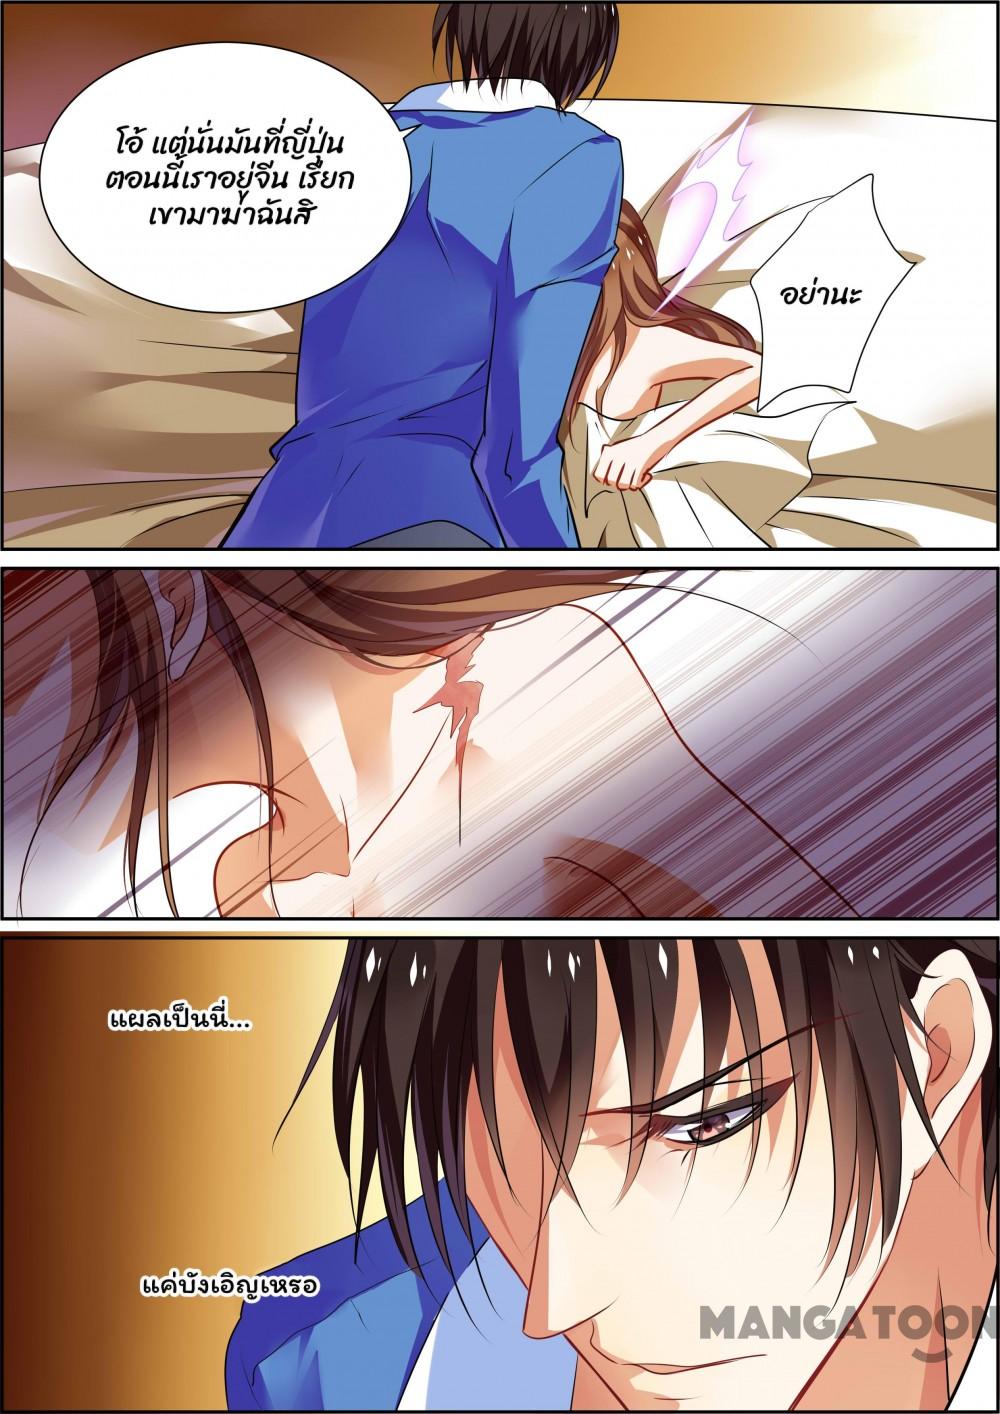 โอ้ แต่นั่นมันที่ญี่ปุ่น
ตอนนี้เราอยู่จีน เรียก
เขามาฆ่าฉันสิ
อย่านะ
แผลเป็นนี่...
แค่บังเอิญเหรอ
MANGATOON